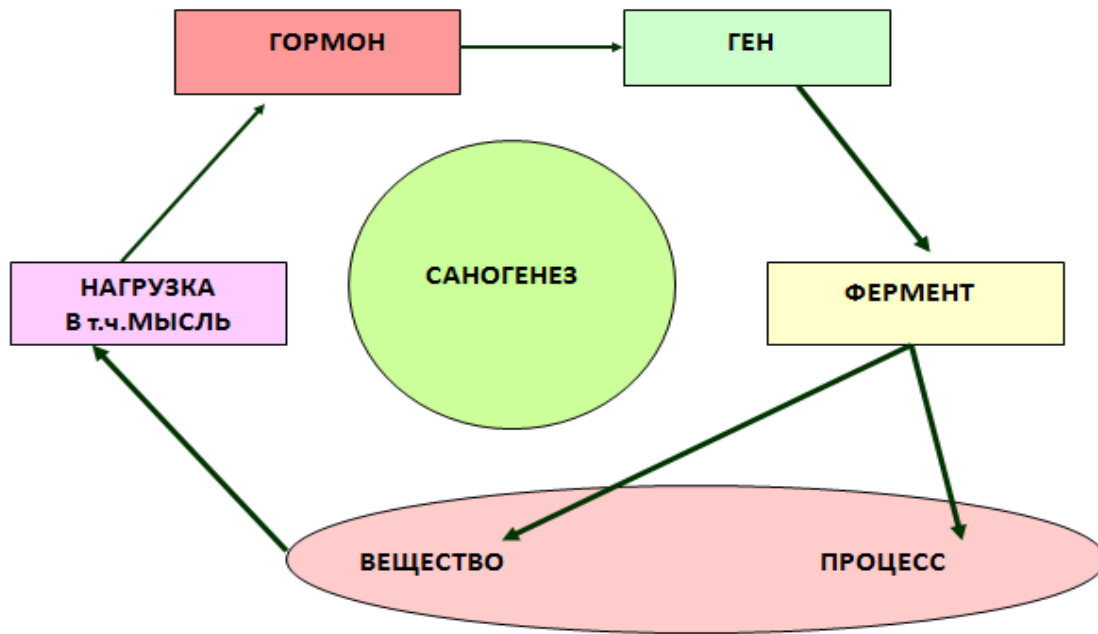 ГОРМОН
ГЕН
САНОГЕНЕЗ
НАГРУЗКА
В т.ч.МЫСЛЬ
ФЕРМЕНТ
ВЕЩЕСТВО
ПРОЦЕСС